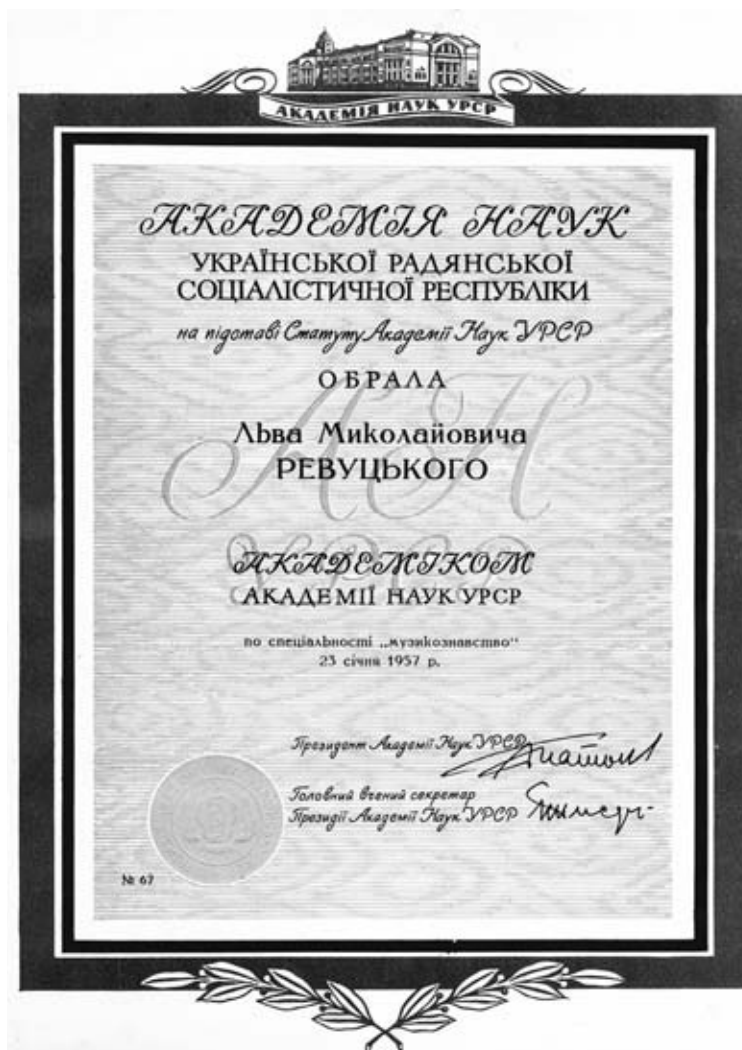 АКАДЕМІЯ НАУК УРСР
АКАДЕМІЯ НАУК
УКРАЇНСЬКОЇ РАДЯНСЬКОЇ
СОЦІАЛІСТИЧНОЇ РЕСПУБЛІКИ
на підставі Статуту Академії Наук УРСР
ОБРАЛА
Льва Миколайовича
РЕВУЦЬКОГО
АН
УРСР
АКАДЕМІКОМ
АКАДЕМІЇ НАУК УРСР
по спеціальності „музикознавство“
23 січня 1957 р.
Президент Академії Наук УРСР
Головний вчений секретар
Президії Академії Наук УРСР
№ 67